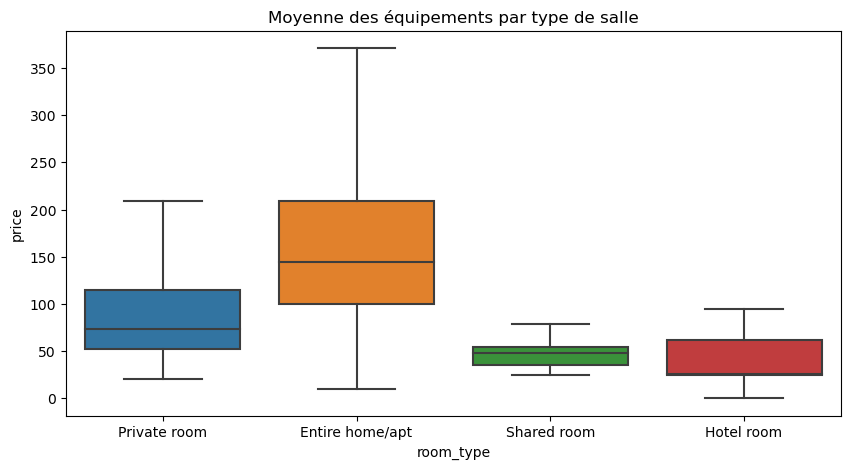 Moyenne des équipements par type de salle
price
350
300
250
200
150
100
50
0
Private room
Entire home/apt
Shared room
Hotel room
room_type